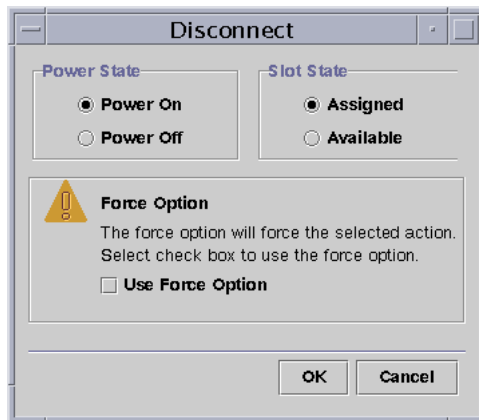 Disconnect
Power State
Slot State
Power On
Assigned
Power Off
Available
Force Option
The force option will force the selected action.
Select check box to use the force option.
Use Force Option
OK
Cancel